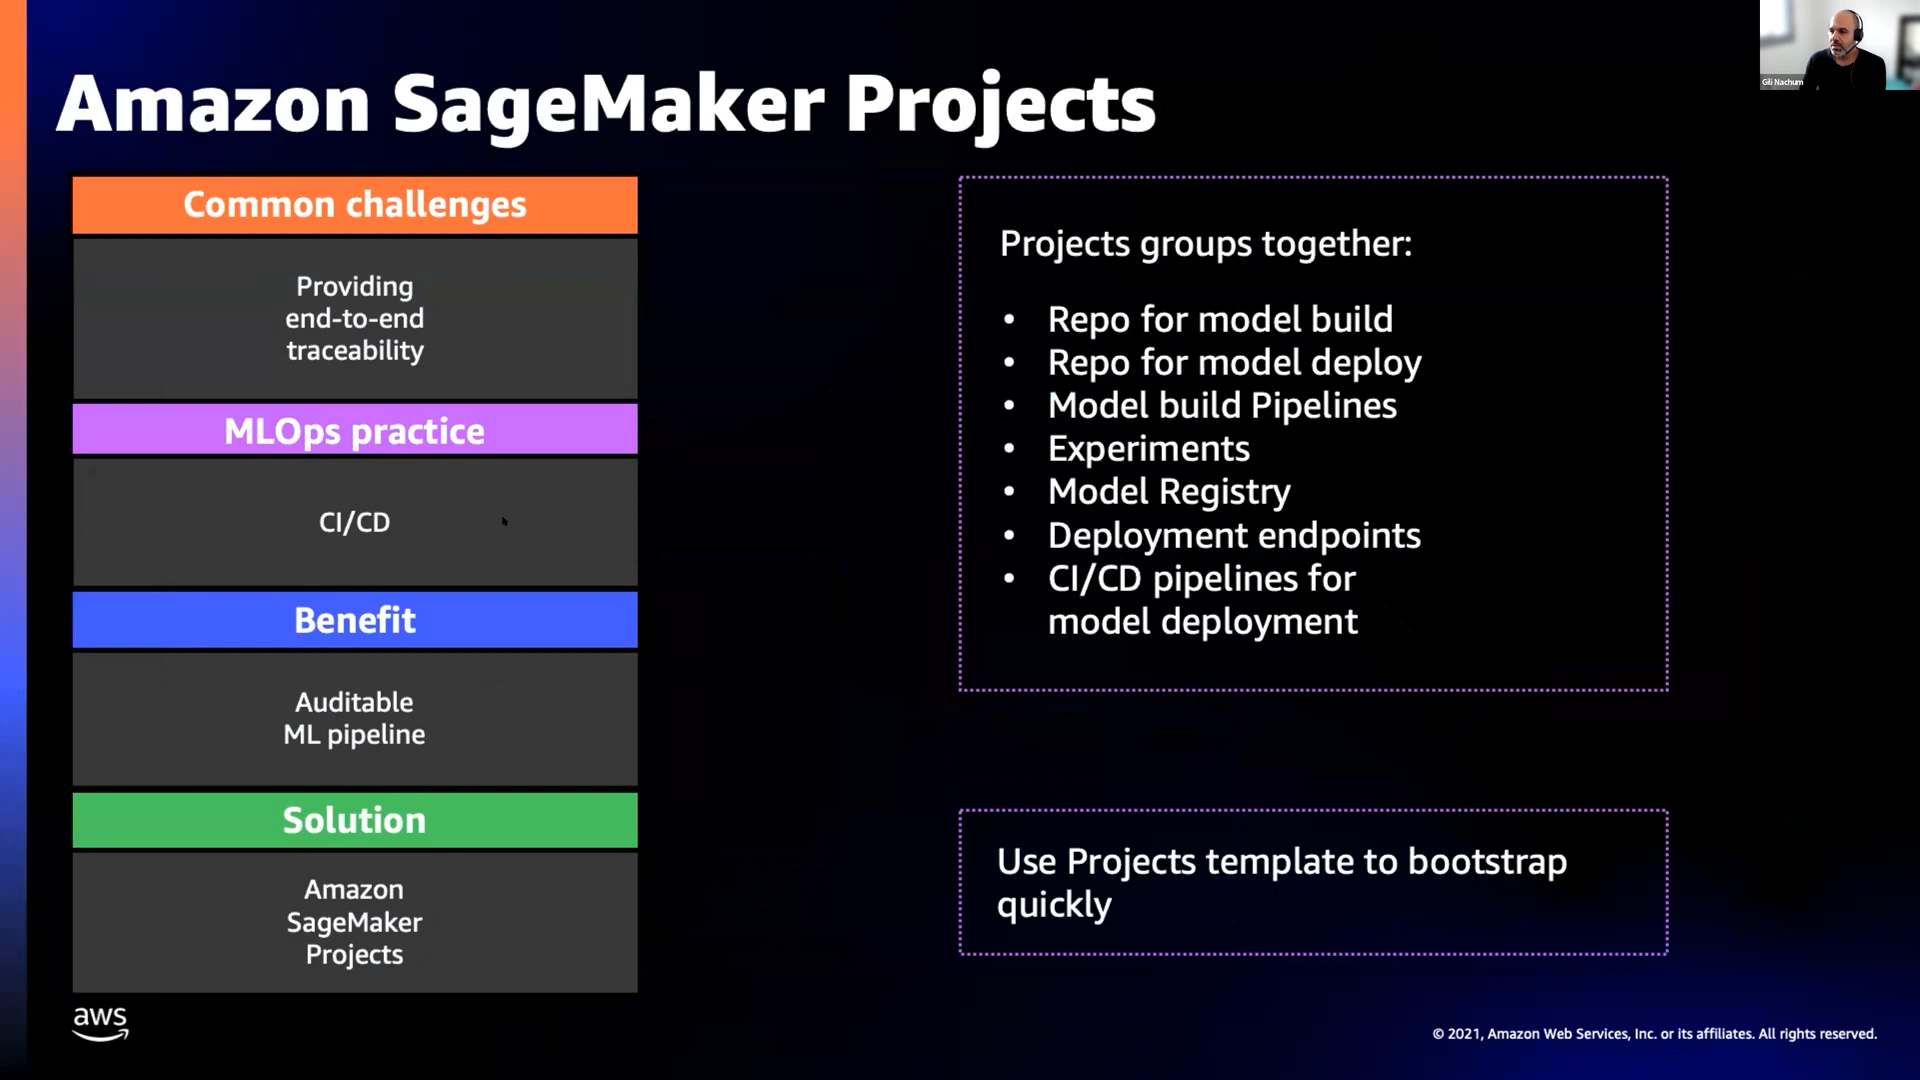 Amazon SageMaker Projects
Gili Nachum
Common challenges
Providing
end-to-end
traceability
MLOps practice
CI/CD
Benefit
Auditable
ML pipeline
Solution
Amazon
SageMaker
Projects
Projects groups together:
• Repo for model build
• Repo for model deploy
• Model build Pipelines
• Experiments
• Model Registry
• Deployment endpoints
• CI/CD pipelines for
model deployment
Use Projects template to bootstrap
quickly
aws
© 2021, Amazon Web Services, Inc. or its affiliates. All rights reserved.